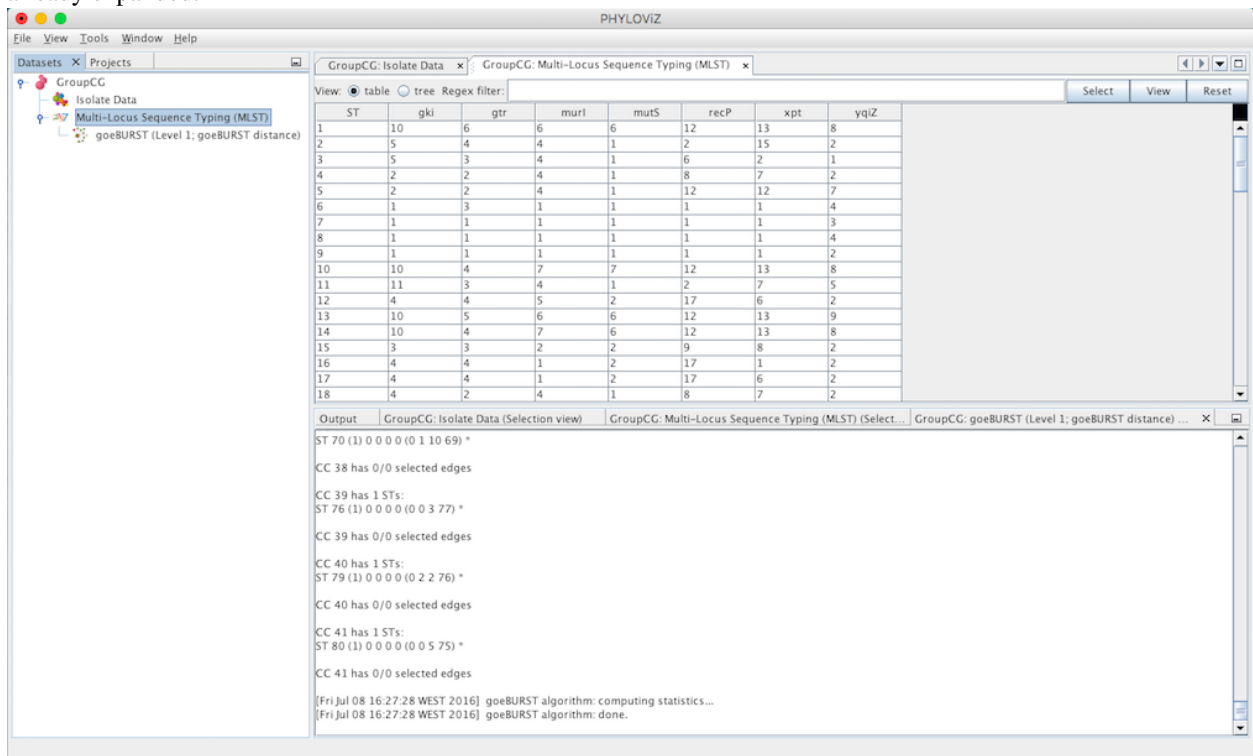 already expanded.
PHYLOViZ
File View Tools Window Help
Datasets × Projects
GroupCG
Isolate Data
Multi-Locus Sequence Typing (MLST)
goeBURST (Level 1; goeBURST distance)
GroupCG: Isolate Data × GroupCG: Multi-Locus Sequence Typing (MLST) ×
View: table tree Regex filter: Select View Reset
ST gki gtr murI mutS recP xpt yqiZ
1 10 6 6 6 12 13 8
2 5 4 4 1 2 15 2
3 5 3 4 1 6 2 1
4 2 2 4 1 8 7 2
5 2 2 4 1 12 12 7
6 1 3 1 1 1 1 4
7 1 1 1 1 1 1 3
8 1 1 1 1 1 1 4
9 1 1 1 1 1 1 2
10 10 4 7 7 12 13 8
11 11 3 4 1 2 7 5
12 4 4 5 2 17 6 2
13 10 5 6 6 12 13 9
14 10 4 7 6 12 13 8
15 3 3 2 2 9 8 2
16 4 4 1 2 17 1 2
17 4 4 1 2 17 6 2
18 4 2 4 1 8 7 2
Output GroupCG: Isolate Data (Selection view) GroupCG: Multi-Locus Sequence Typing (MLST) (Select... GroupCG: goeBURST (Level 1; goeBURST distance) ... ×
ST 70 (1) 0 0 0 0 (0 1 10 69) *
CC 38 has 0/0 selected edges
CC 39 has 1 STs:
ST 76 (1) 0 0 0 0 (0 0 3 77) *
CC 39 has 0/0 selected edges
CC 40 has 1 STs:
ST 79 (1) 0 0 0 0 (0 2 2 76) *
CC 40 has 0/0 selected edges
CC 41 has 1 STs:
ST 80 (1) 0 0 0 0 (0 0 5 75) *
CC 41 has 0/0 selected edges
[Fri Jul 08 16:27:28 WEST 2016] goeBURST algorithm: computing statistics...
[Fri Jul 08 16:27:28 WEST 2016] goeBURST algorithm: done.